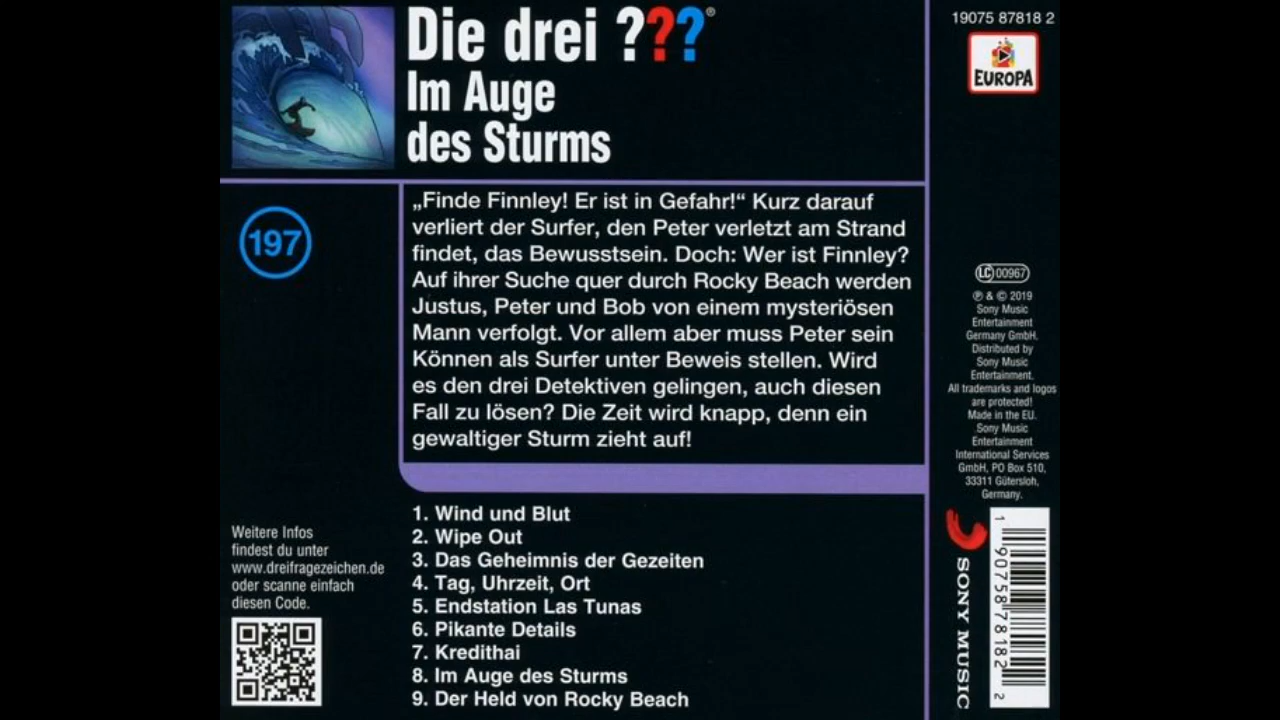 Die drei ???®
Im Auge
des Sturms
19075 87818 2
EUROPA
197
„Finde Finnley! Er ist in Gefahr!“ Kurz darauf
verliert der Surfer, den Peter verletzt am Strand
findet, das Bewusstsein. Doch: Wer ist Finnley?
Auf ihrer Suche quer durch Rocky Beach werden
Justus, Peter und Bob von einem mysteriösen
Mann verfolgt. Vor allem aber muss Peter sein
Können als Surfer unter Beweis stellen. Wird
es den drei Detektiven gelingen, auch diesen
Fall zu lösen? Die Zeit wird knapp, denn ein
gewaltiger Sturm zieht auf!
1. Wind und Blut
2. Wipe Out
3. Das Geheimnis der Gezeiten
4. Tag, Uhrzeit, Ort
5. Endstation Las Tunas
6. Pikante Details
7. Kredithai
8. Im Auge des Sturms
9. Der Held von Rocky Beach
Weitere Infos
findest du unter
www.dreifragezeichen.de
oder scanne einfach
diesen Code.
LC 00967
℗ & © 2019
Sony Music
Entertainment
Germany GmbH.
Distributed by
Sony Music
Entertainment.
All trademarks and logos
are protected!
Made in the EU.
Sony Music
Entertainment
International Services
GmbH, PO Box 510,
33311 Gütersloh,
Germany.
SONY MUSIC
1 90758 78182 2